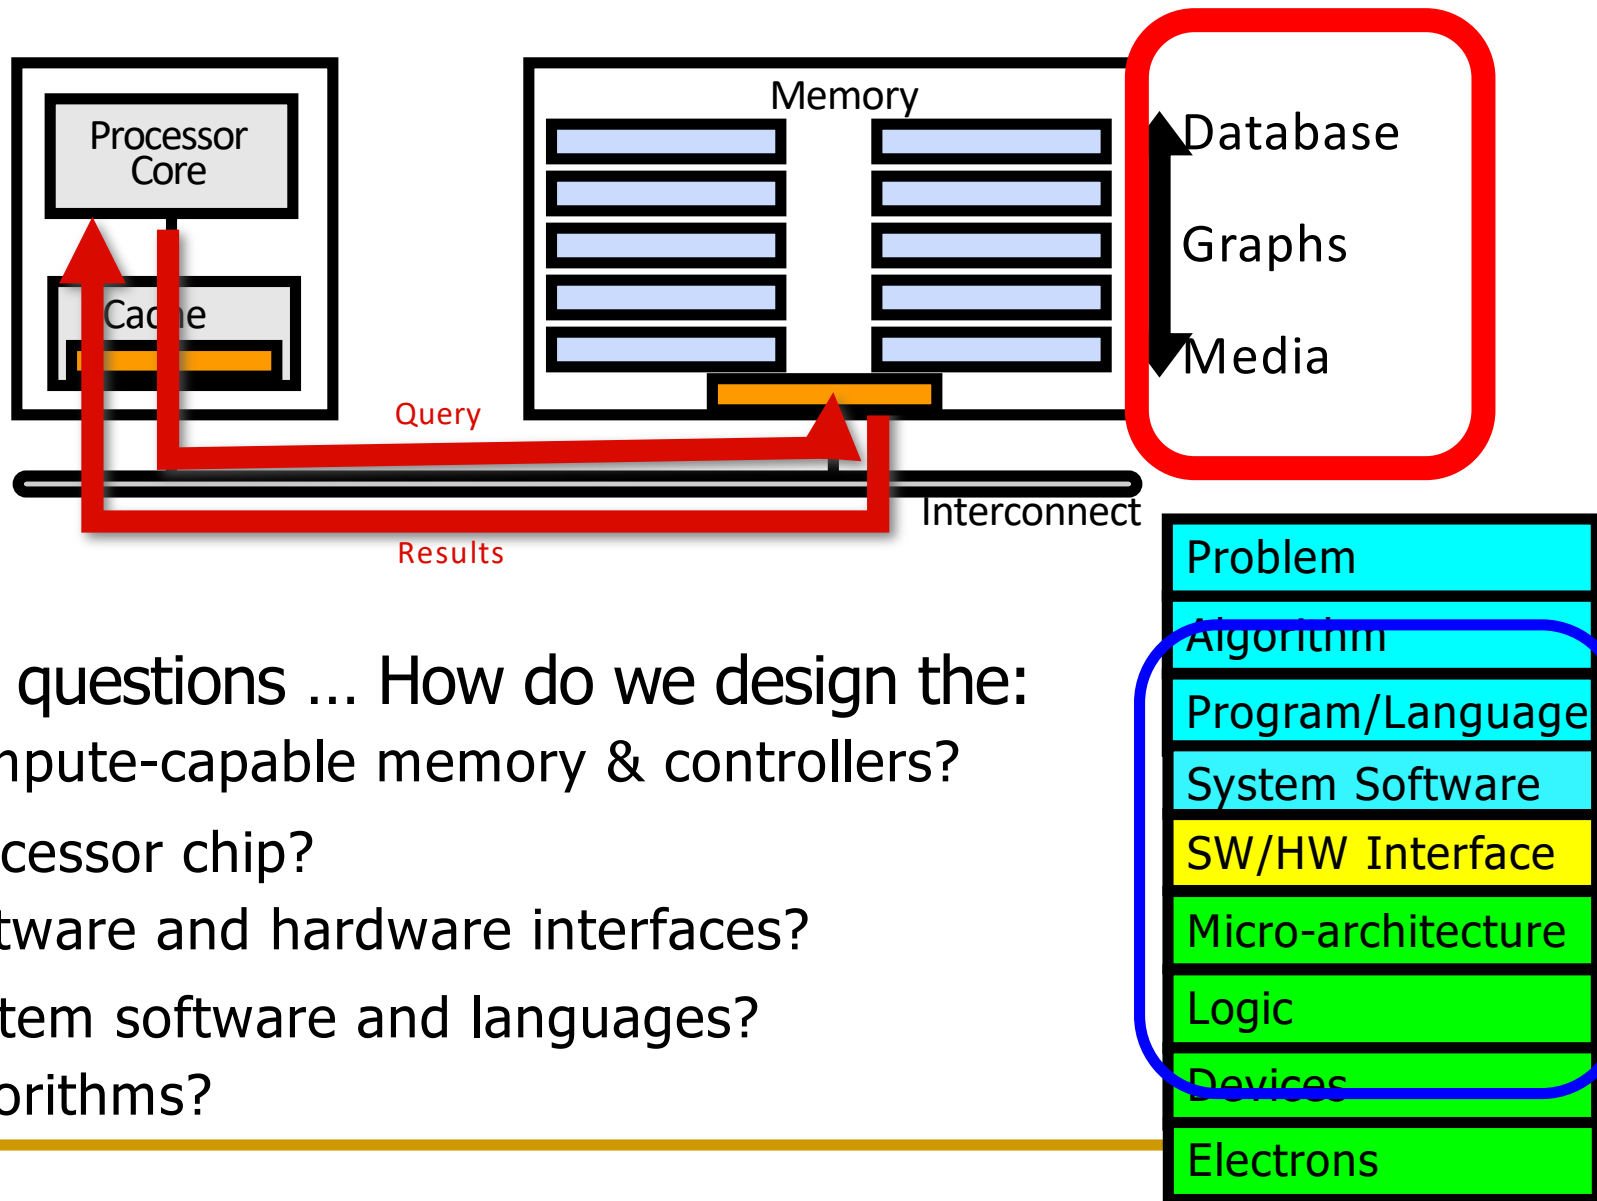 Processor
Core
Cache
Memory
Database
Graphs
Media
Query
Interconnect
Results
questions ... How do we design the:
mpute-capable memory & controllers?
cessor chip?
tware and hardware interfaces?
tem software and languages?
orithms?
Problem
Algorithm
Program/Language
System Software
SW/HW Interface
Micro-architecture
Logic
Devices
Electrons